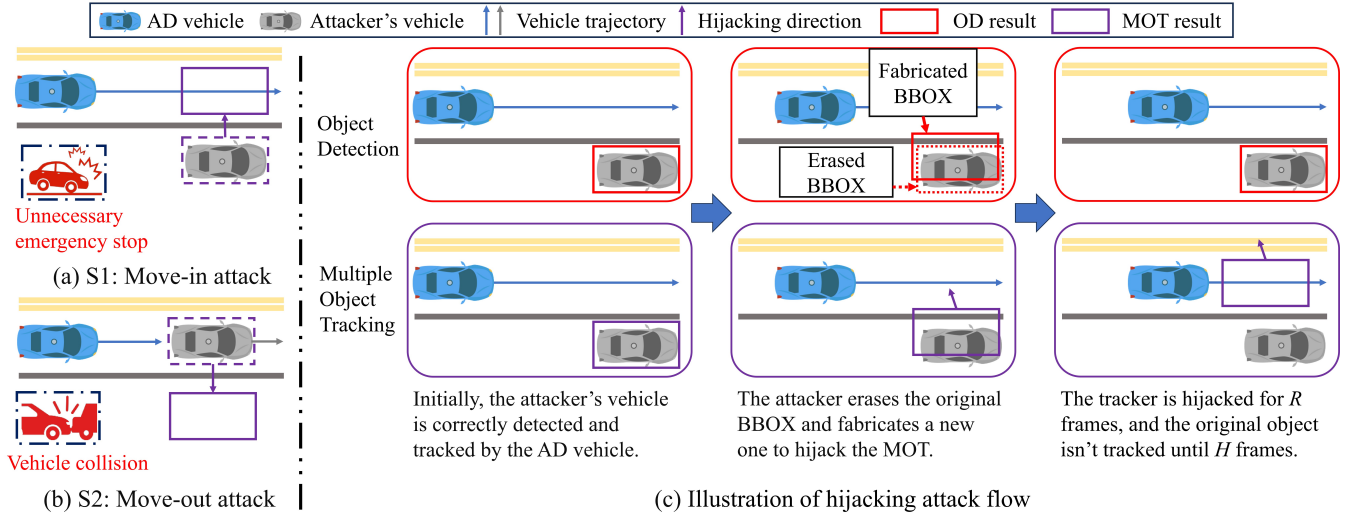 AD vehicle
Attacker's vehicle
Vehicle trajectory
Hijacking direction
OD result
MOT result
Unnecessary
emergency stop
(a) S1: Move-in attack
Vehicle collision
(b) S2: Move-out attack
Object
Detection
Multiple
Object
Tracking
Fabricated
BBOX
Erased
BBOX
Initially, the attacker's vehicle
is correctly detected and
tracked by the AD vehicle.
The attacker erases the original
BBOX and fabricates a new
one to hijack the MOT.
The tracker is hijacked for R
frames, and the original object
isn't tracked until H frames.
(c) Illustration of hijacking attack flow